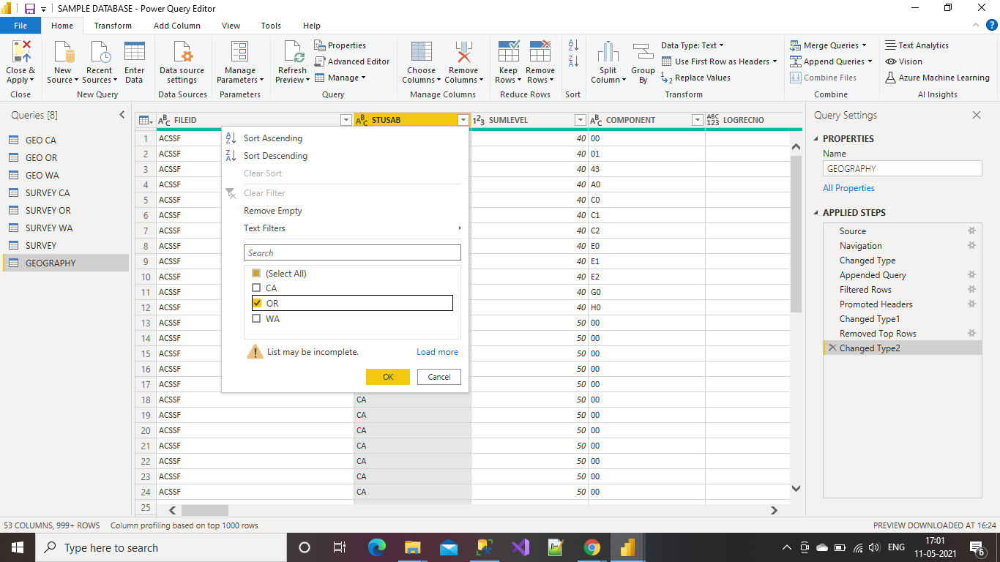 SAMPLE DATABASE - Power Query Editor
File Home Transform Add Column View Tools Help
Close & Apply
Close
New Source
Recent Sources
Enter Data
New Query
Data source settings
Data Sources
Manage Parameters
Parameters
Refresh Preview
Properties
Advanced Editor
Manage
Query
Choose Columns
Remove Columns
Manage Columns
Keep Rows
Remove Rows
Reduce Rows
Sort
Split Column
Group By
Data Type: Text
Use First Row as Headers
Replace Values
Transform
Merge Queries
Append Queries
Combine Files
Combine
Text Analytics
Vision
Azure Machine Learning
AI Insights
Queries [8]
GEO CA
GEO OR
GEO WA
SURVEY CA
SURVEY OR
SURVEY WA
SURVEY
GEOGRAPHY
FILEID STUSAB SUMLEVEL COMPONENT LOGRECNO
1 ACSSF 40 00
2 ACSSF 40 01
3 ACSSF 40 43
4 ACSSF 40 A0
5 ACSSF 40 C0
6 ACSSF 40 C1
7 ACSSF 40 C2
8 ACSSF 40 E0
9 ACSSF 40 E1
10 ACSSF 40 E2
11 ACSSF 40 G0
12 ACSSF 40 H0
13 ACSSF 50 00
14 ACSSF 50 00
15 ACSSF 50 00
16 ACSSF 50 00
17 ACSSF 50 00
18 ACSSF CA 50 00
19 ACSSF CA 50 00
20 ACSSF CA 50 00
21 ACSSF CA 50 00
22 ACSSF CA 50 00
23 ACSSF CA 50 00
24 ACSSF CA 50 00
25
Sort Ascending
Sort Descending
Clear Sort
Clear Filter
Remove Empty
Text Filters
Search
(Select All)
CA
OR
WA
List may be incomplete. Load more
OK Cancel
Query Settings
PROPERTIES
Name
GEOGRAPHY
All Properties
APPLIED STEPS
Source
Navigation
Changed Type
Appended Query
Filtered Rows
Promoted Headers
Changed Type1
Removed Top Rows
Changed Type2
53 COLUMNS, 999+ ROWS Column profiling based on top 1000 rows PREVIEW DOWNLOADED AT 16:24
Type here to search
ENG
17:01
11-05-2021
6